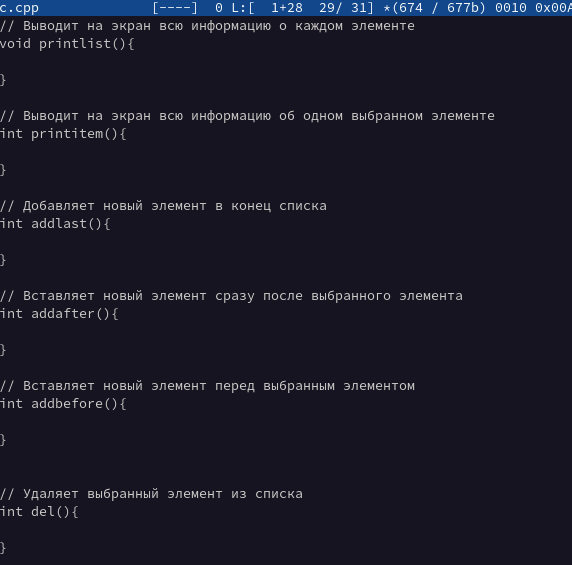 c.cpp [----] 0 L:[ 1+28 29/ 31] *(674 / 677b) 0010 0x00A
// Выводит на экран всю информацию о каждом элементе
void printlist(){
}
// Выводит на экран всю информацию об одном выбранном элементе
int printitem(){
}
// Добавляет новый элемент в конец списка
int addlast(){
}
// Вставляет новый элемент сразу после выбранного элемента
int addafter(){
}
// Вставляет новый элемент перед выбранным элементом
int addbefore(){
}
// Удаляет выбранный элемент из списка
int del(){
}